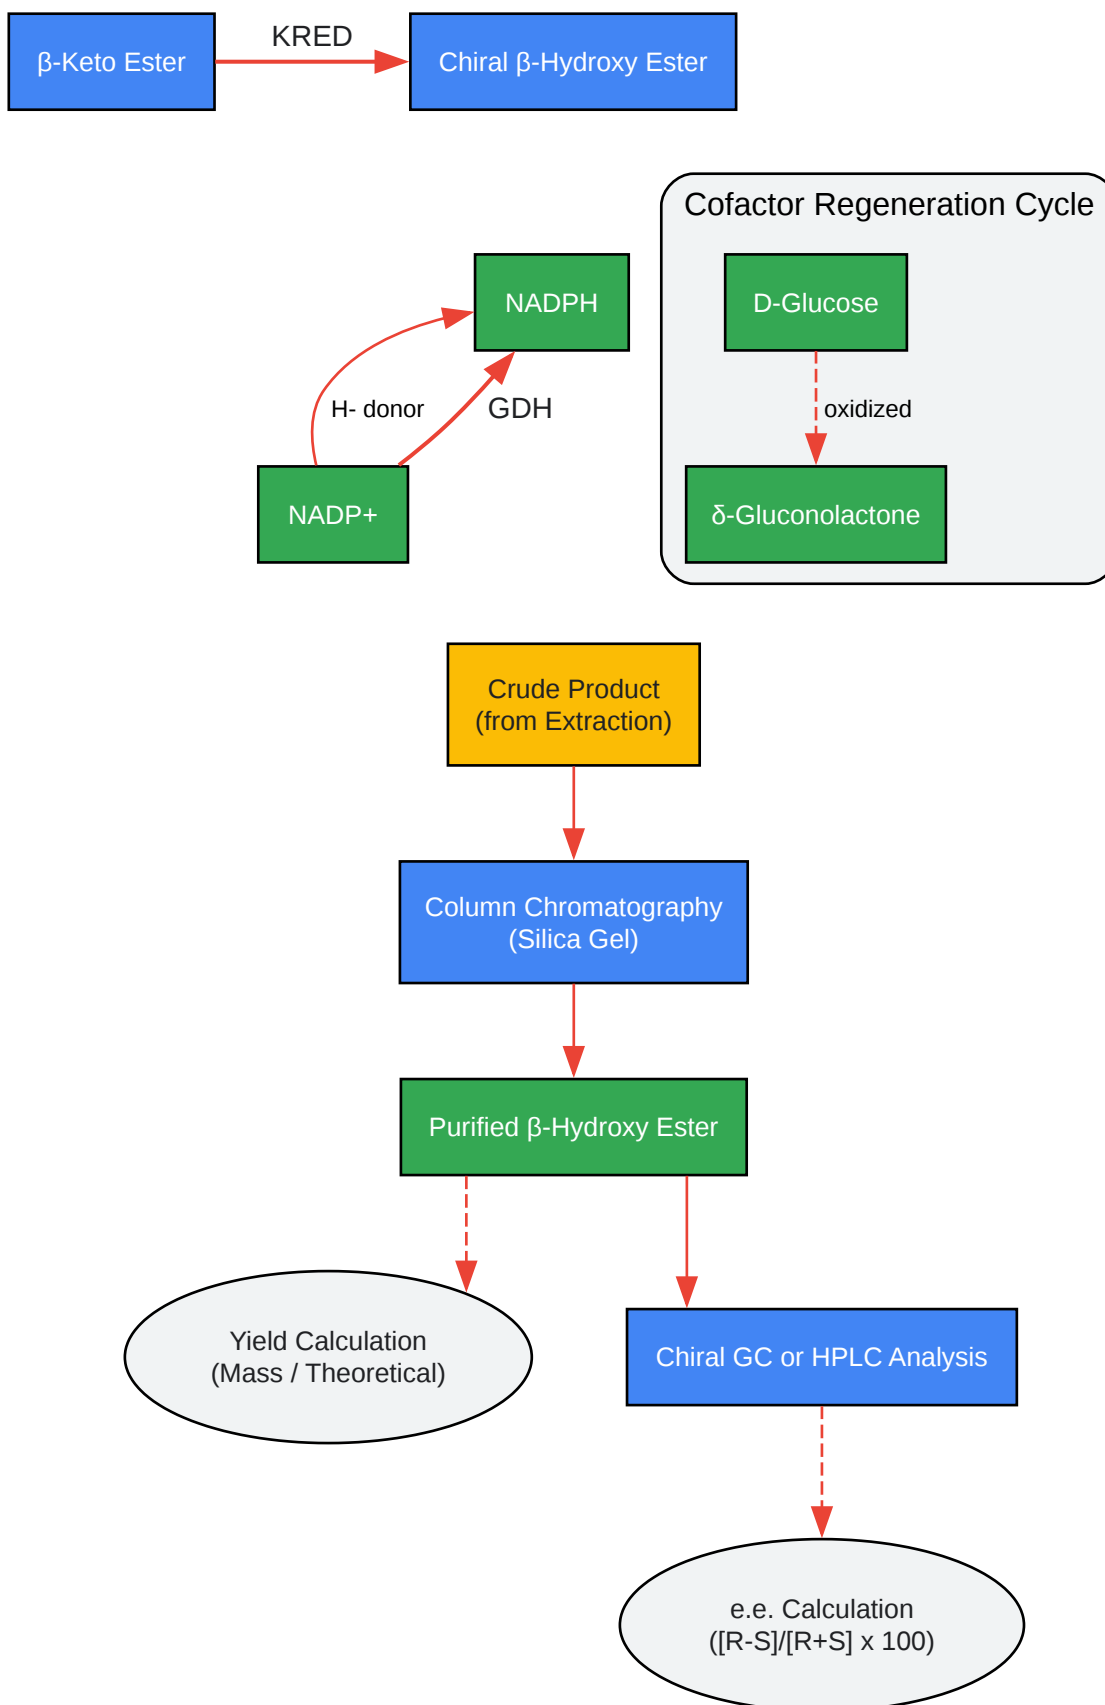 β-Keto Ester
KRED
Chiral β-Hydroxy Ester
Cofactor Regeneration Cycle
NADPH
D-Glucose
H- donor
GDH
oxidized
NADP+
δ-Gluconolactone
Crude Product
(from Extraction)
Column Chromatography
(Silica Gel)
Purified β-Hydroxy Ester
Yield Calculation
(Mass / Theoretical)
Chiral GC or HPLC Analysis
e.e. Calculation
([R-S]/[R+S] x 100)